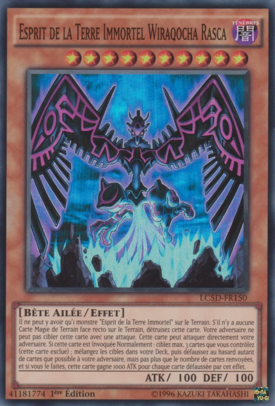 Esprit de la Terre Immortel Wiraqocha Rasca
TÉNÈBRES
闇
LC5D-FR150
[Bête Ailée / Effet]
Il ne peut y avoir qu'1 monstre "Esprit de la Terre Immortel" sur le Terrain. S'il n'y a aucune
Carte Magie de Terrain face recto sur le Terrain, détruisez cette carte. Votre adversaire ne
peut pas cibler cette carte avec une attaque. Cette carte peut attaquer directement votre
adversaire. Si cette carte est Invoquée Normalement : ciblez max. 3 cartes que vous contrôlez
(cette carte exclue) ; mélangez les cibles dans votre Deck, puis défaussez au hasard autant
de cartes que possible à votre adversaire, mais pas plus que le nombre de cartes renvoyées,
et si vous le faites, cette carte gagne 1000 ATK pour chaque carte défaussée par cet effet.
ATK/ 100 DEF/ 100
41181774 1ère Édition ©1996 KAZUKI TAKAHASHI